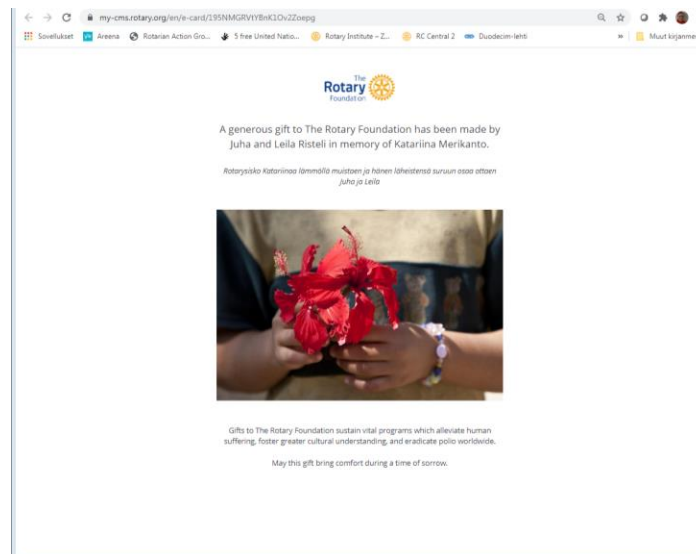 my-cms.rotary.org/en/e-card/195NMGRVtYBnK1Ov2Zoepg
Sovellukset Areena Rotarian Action Gro... 5 free United Natio... Rotary Institute – Z... RC Central 2 Duodecim-lehti Muut kirjanme
The
Rotary
Foundation
A generous gift to The Rotary Foundation has been made by
Juha and Leila Risteli in memory of Katariina Merikanto.
Rotarysisko Katariinaa lämmöllä muistaen ja hänen läheistensä suruun osaa ottaen
Juha ja Leila
Gifts to The Rotary Foundation sustain vital programs which alleviate human
suffering, foster greater cultural understanding, and eradicate polio worldwide.
May this gift bring comfort during a time of sorrow.